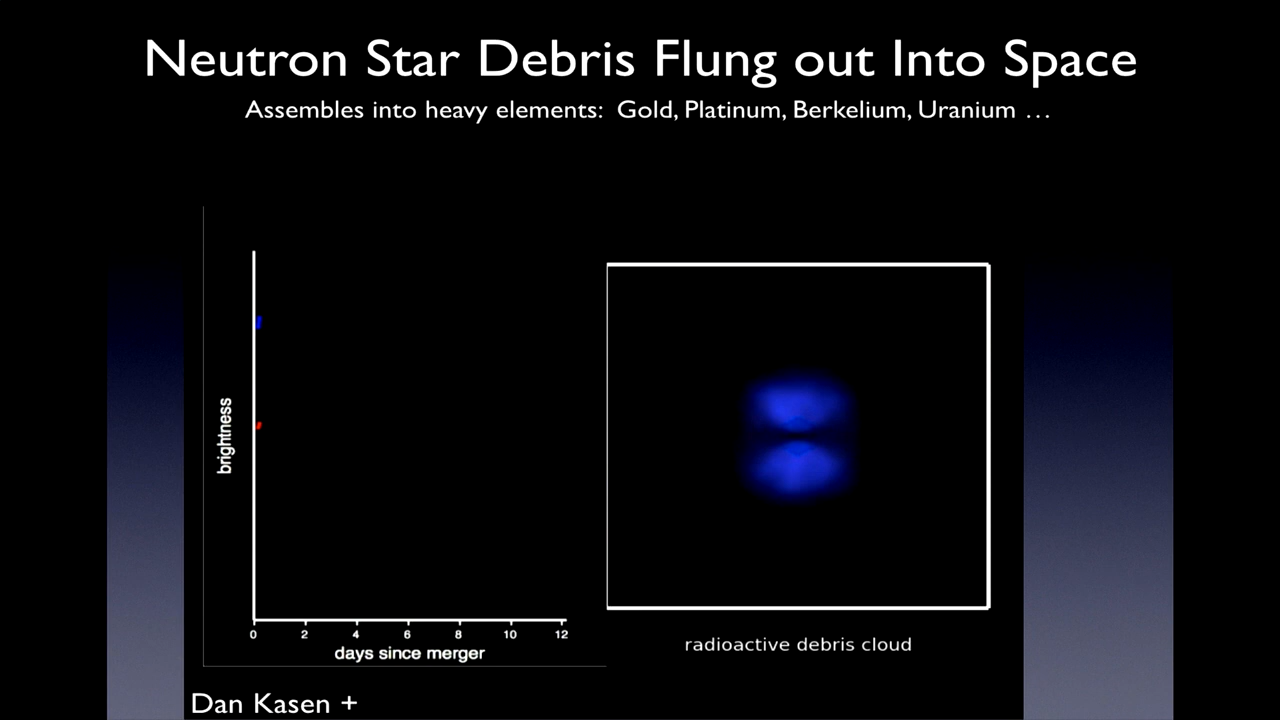 Neutron Star Debris Flung out Into Space
Assembles into heavy elements: Gold, Platinum, Berkelium, Uranium …
brightness
0 2 4 6 8 10 12
days since merger
radioactive debris cloud
Dan Kasen +